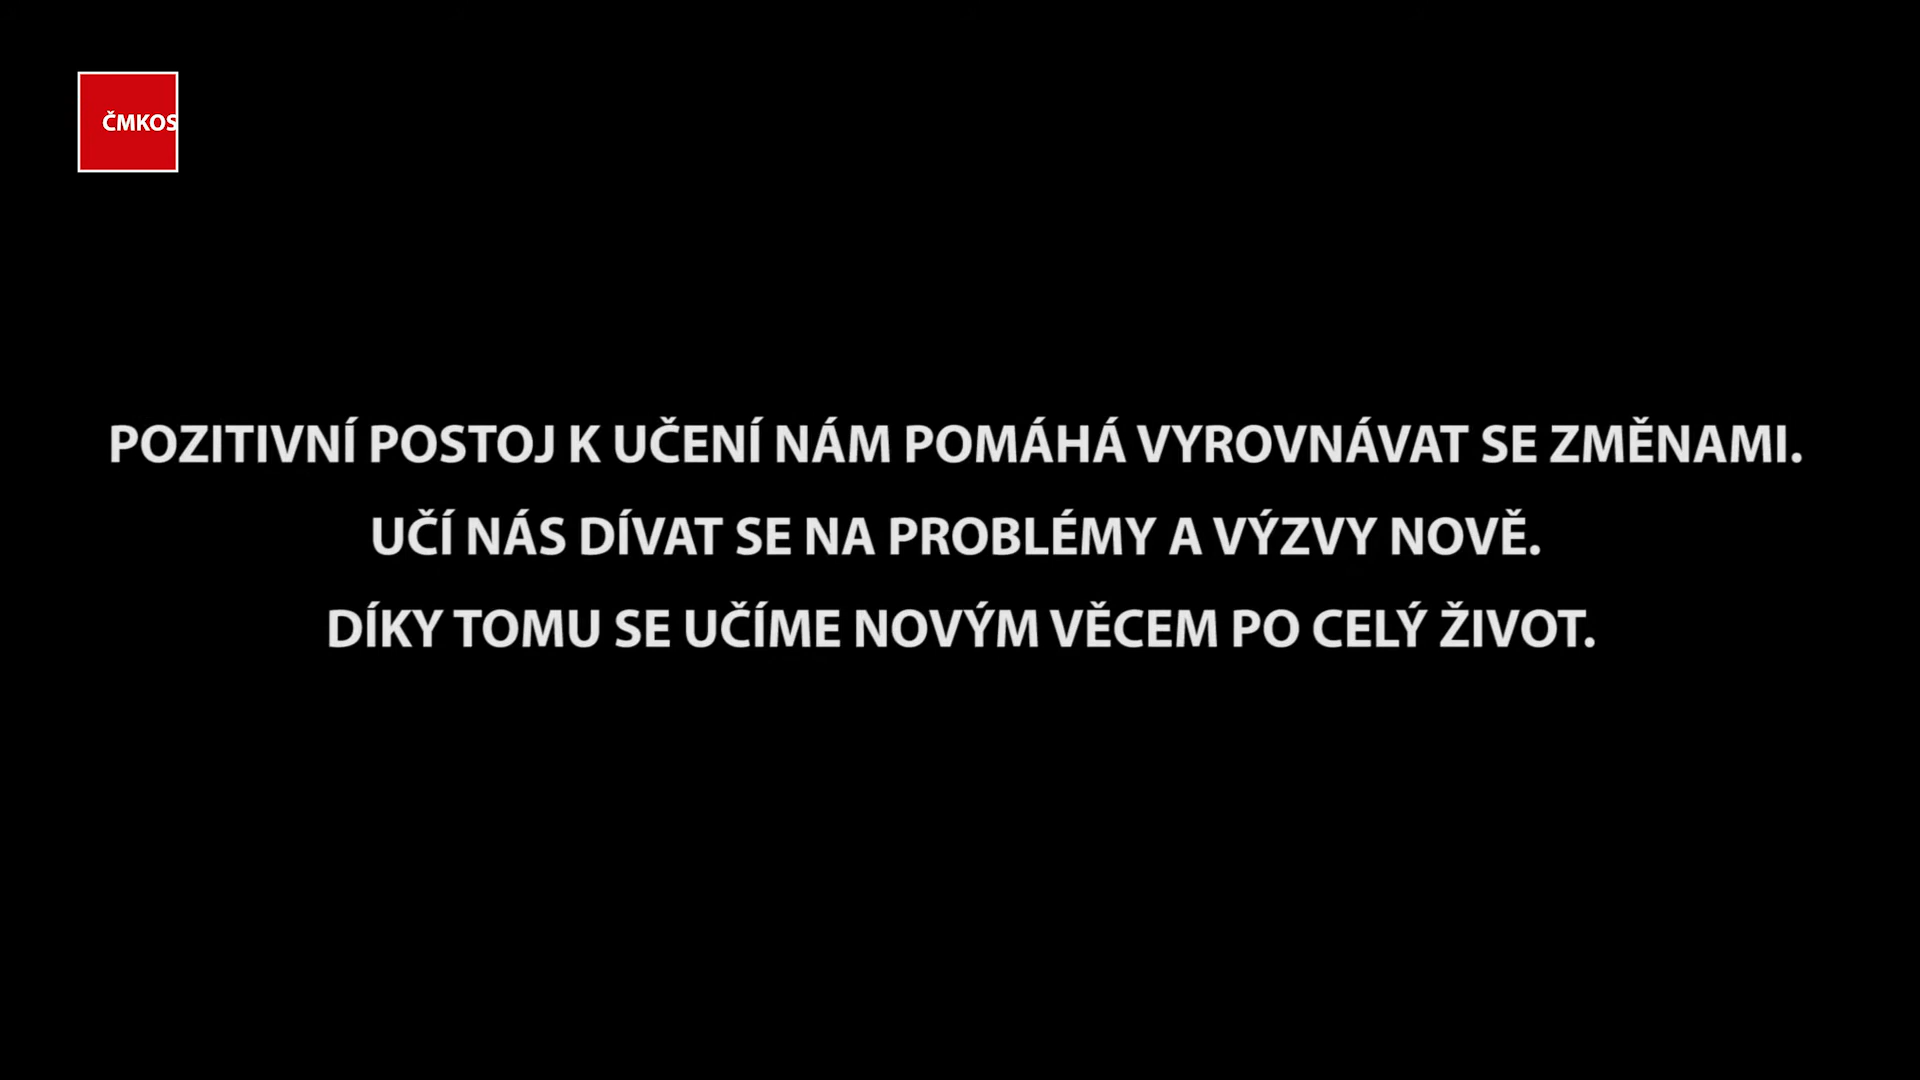 ČMKOS
POZITIVNÍ POSTOJ K UČENÍ NÁM POMÁHÁ VYROVNÁVAT SE ZMĚNAMI.
UČÍ NÁS DÍVAT SE NA PROBLÉMY A VÝZVY NOVĚ.
DÍKY TOMU SE UČÍME NOVÝM VĚCEM PO CELÝ ŽIVOT.